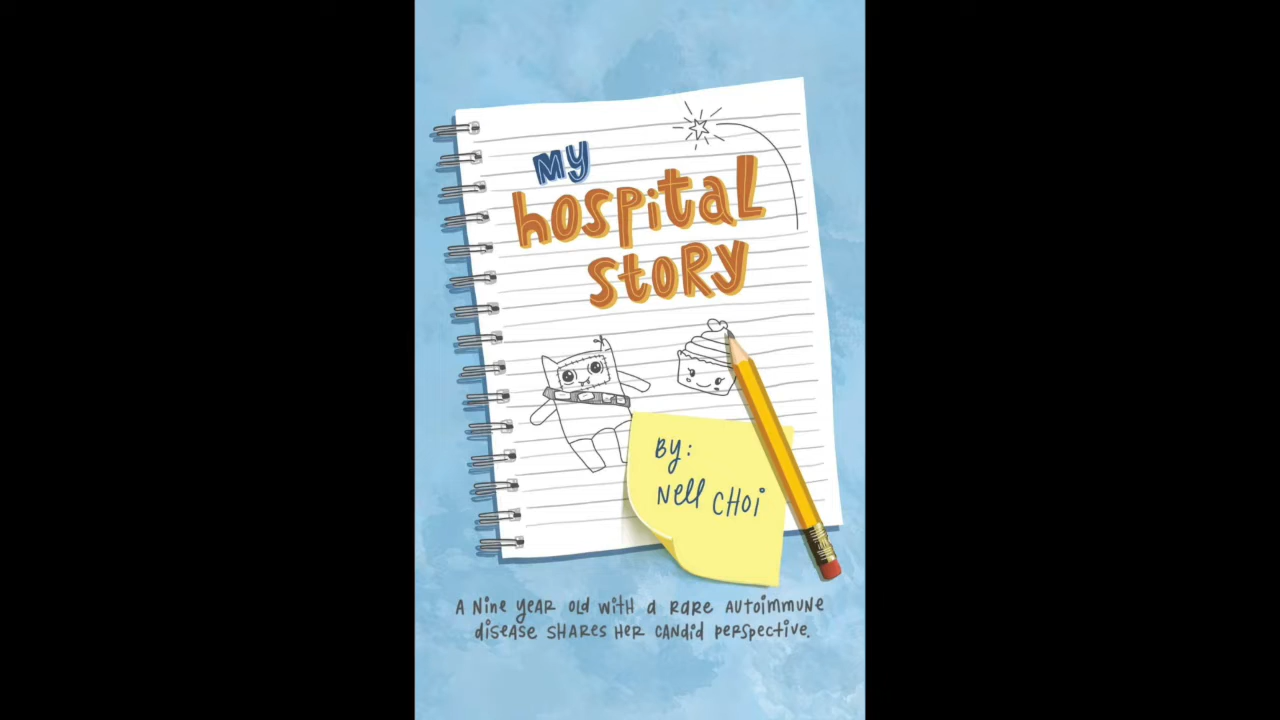 My
hospital
story
By:
Nell Choi
A Nine year old with a rare autoimmune
disease shares her candid perspective.